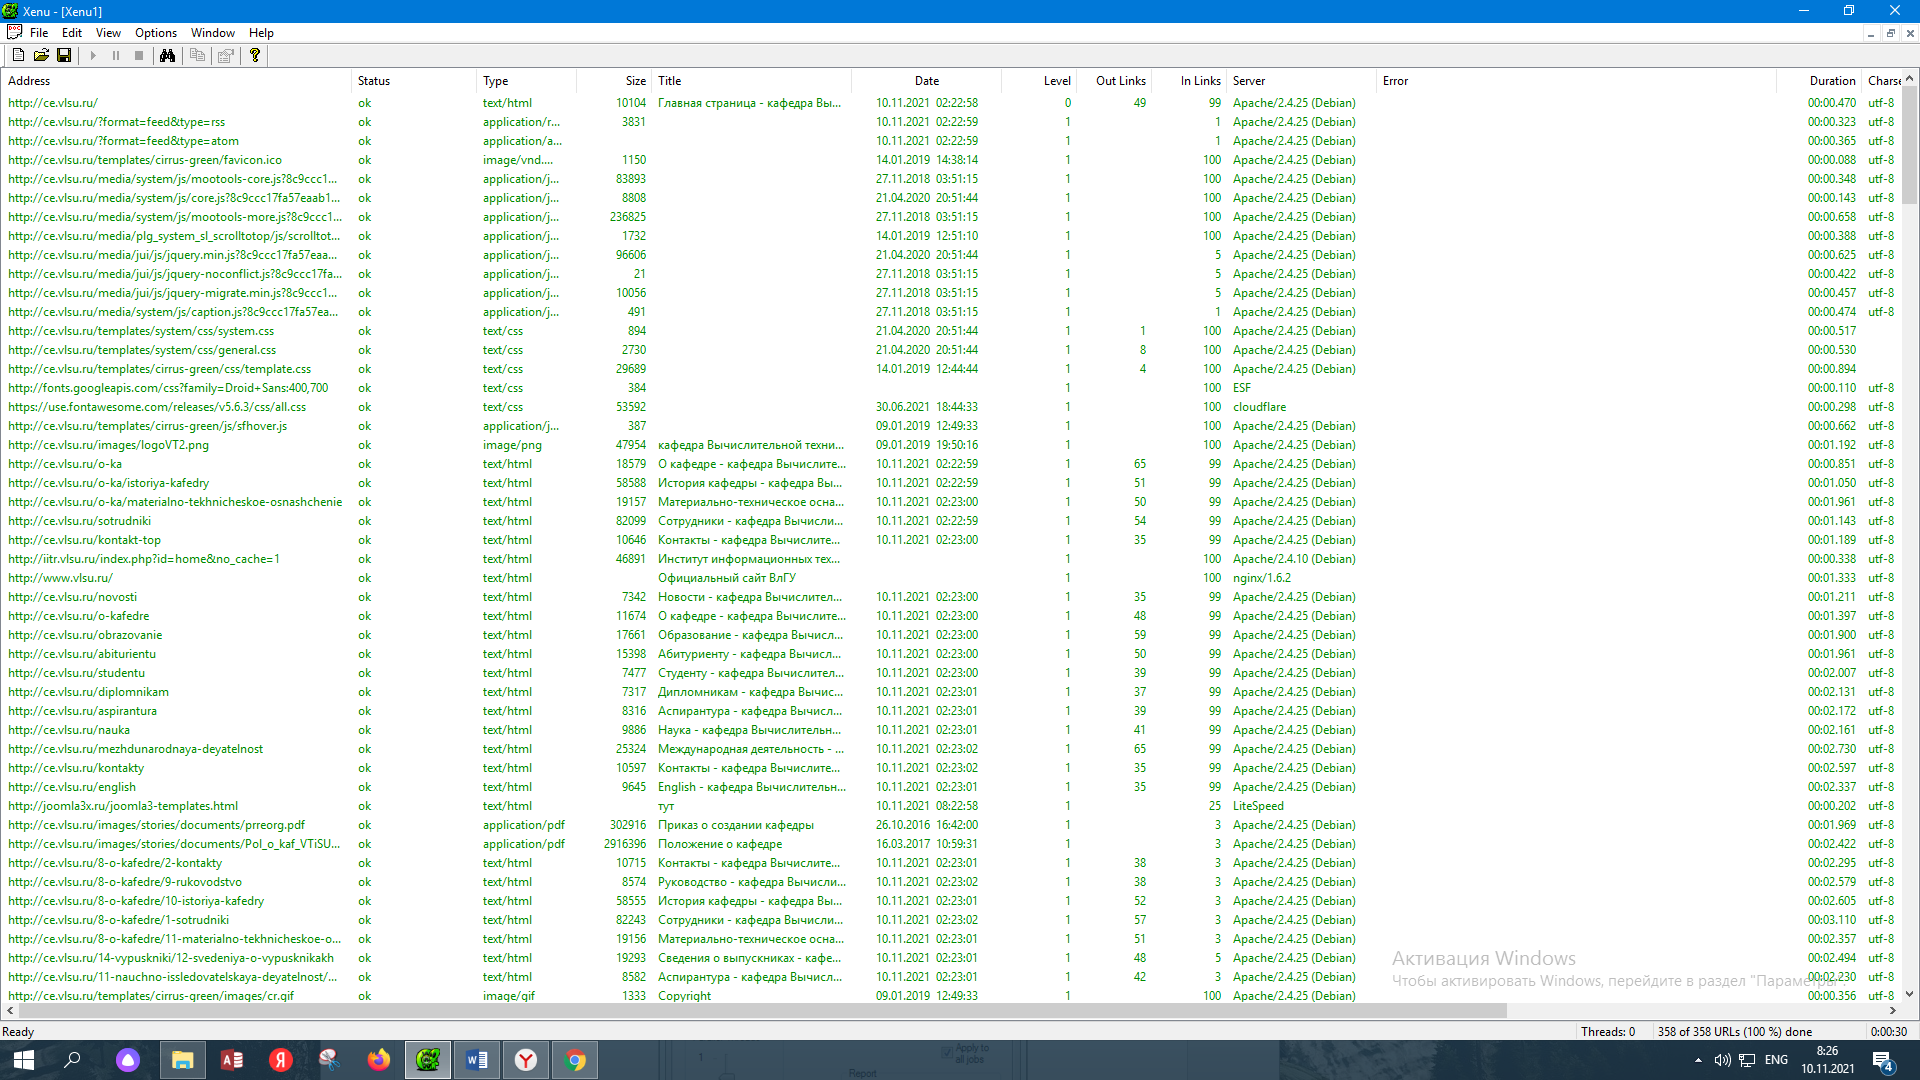 Xenu - [Xenu1]
File Edit View Options Window Help
Address Status Type Size Title Date Level Out Links In Links Server Error Duration Charse
http://ce.vlsu.ru/ ok text/html 10104 Главная страница - кафедра Вы... 10.11.2021 02:22:58 0 49 99 Apache/2.4.25 (Debian) 00:00.470 utf-8
http://ce.vlsu.ru/?format=feed&type=rss ok application/r... 3831 10.11.2021 02:22:59 1 1 Apache/2.4.25 (Debian) 00:00.323 utf-8
http://ce.vlsu.ru/?format=feed&type=atom ok application/a... 10.11.2021 02:22:59 1 1 Apache/2.4.25 (Debian) 00:00.365 utf-8
http://ce.vlsu.ru/templates/cirrus-green/favicon.ico ok image/vnd.... 1150 14.01.2019 14:38:14 1 100 Apache/2.4.25 (Debian) 00:00.088 utf-8
http://ce.vlsu.ru/media/system/js/mootools-core.js?8c9ccc1... ok application/j... 83893 27.11.2018 03:51:15 1 100 Apache/2.4.25 (Debian) 00:00.348 utf-8
http://ce.vlsu.ru/media/system/js/core.js?8c9ccc17fa57eaab1... ok application/j... 8808 21.04.2020 20:51:44 1 100 Apache/2.4.25 (Debian) 00:00.143 utf-8
http://ce.vlsu.ru/media/system/js/mootools-more.js?8c9ccc1... ok application/j... 236825 27.11.2018 03:51:15 1 100 Apache/2.4.25 (Debian) 00:00.658 utf-8
http://ce.vlsu.ru/media/plg_system_sl_scrolltotop/js/scrolltot... ok application/j... 1732 14.01.2019 12:51:10 1 100 Apache/2.4.25 (Debian) 00:00.388 utf-8
http://ce.vlsu.ru/media/jui/js/jquery.min.js?8c9ccc17fa57eaa... ok application/j... 96606 21.04.2020 20:51:44 1 5 Apache/2.4.25 (Debian) 00:00.625 utf-8
http://ce.vlsu.ru/media/jui/js/jquery-noconflict.js?8c9ccc17fa... ok application/j... 21 27.11.2018 03:51:15 1 5 Apache/2.4.25 (Debian) 00:00.422 utf-8
http://ce.vlsu.ru/media/jui/js/jquery-migrate.min.js?8c9ccc1... ok application/j... 10056 27.11.2018 03:51:15 1 5 Apache/2.4.25 (Debian) 00:00.457 utf-8
http://ce.vlsu.ru/media/system/js/caption.js?8c9ccc17fa57ea... ok application/j... 491 27.11.2018 03:51:15 1 1 Apache/2.4.25 (Debian) 00:00.474 utf-8
http://ce.vlsu.ru/templates/system/css/system.css ok text/css 894 21.04.2020 20:51:44 1 1 100 Apache/2.4.25 (Debian) 00:00.517
http://ce.vlsu.ru/templates/system/css/general.css ok text/css 2730 21.04.2020 20:51:44 1 8 100 Apache/2.4.25 (Debian) 00:00.530
http://ce.vlsu.ru/templates/cirrus-green/css/template.css ok text/css 29689 14.01.2019 12:44:44 1 4 100 Apache/2.4.25 (Debian) 00:00.894
http://fonts.googleapis.com/css?family=Droid+Sans:400,700 ok text/css 384 1 100 ESF 00:00.110 utf-8
https://use.fontawesome.com/releases/v5.6.3/css/all.css ok text/css 53592 30.06.2021 18:44:33 1 100 cloudflare 00:00.298 utf-8
http://ce.vlsu.ru/templates/cirrus-green/js/sfhover.js ok application/j... 387 09.01.2019 12:49:33 1 100 Apache/2.4.25 (Debian) 00:00.662 utf-8
http://ce.vlsu.ru/images/logoVT2.png ok image/png 47954 кафедра Вычислительной техни... 09.01.2019 19:50:16 1 100 Apache/2.4.25 (Debian) 00:01.192 utf-8
http://ce.vlsu.ru/o-ka ok text/html 18579 О кафедре - кафедра Вычислите... 10.11.2021 02:22:59 1 65 99 Apache/2.4.25 (Debian) 00:00.851 utf-8
http://ce.vlsu.ru/o-ka/istoriya-kafedry ok text/html 58588 История кафедры - кафедра Вы... 10.11.2021 02:22:59 1 51 99 Apache/2.4.25 (Debian) 00:01.050 utf-8
http://ce.vlsu.ru/o-ka/materialno-tekhnicheskoe-osnashchenie ok text/html 19157 Материально-техническое осна... 10.11.2021 02:23:00 1 50 99 Apache/2.4.25 (Debian) 00:01.961 utf-8
http://ce.vlsu.ru/sotrudniki ok text/html 82099 Сотрудники - кафедра Вычисли... 10.11.2021 02:22:59 1 54 99 Apache/2.4.25 (Debian) 00:01.143 utf-8
http://ce.vlsu.ru/kontakt-top ok text/html 10646 Контакты - кафедра Вычислите... 10.11.2021 02:23:00 1 35 99 Apache/2.4.25 (Debian) 00:01.189 utf-8
http://iitr.vlsu.ru/index.php?id=home&no_cache=1 ok text/html 46891 Институт информационных тех... 1 100 Apache/2.4.10 (Debian) 00:00.338 utf-8
http://www.vlsu.ru/ ok text/html Официальный сайт ВлГУ 1 100 nginx/1.6.2 00:01.333 utf-8
http://ce.vlsu.ru/novosti ok text/html 7342 Новости - кафедра Вычислител... 10.11.2021 02:23:00 1 35 99 Apache/2.4.25 (Debian) 00:01.211 utf-8
http://ce.vlsu.ru/o-kafedre ok text/html 11674 О кафедре - кафедра Вычислите... 10.11.2021 02:23:00 1 48 99 Apache/2.4.25 (Debian) 00:01.397 utf-8
http://ce.vlsu.ru/obrazovanie ok text/html 17661 Образование - кафедра Вычисл... 10.11.2021 02:23:00 1 59 99 Apache/2.4.25 (Debian) 00:01.900 utf-8
http://ce.vlsu.ru/abiturientu ok text/html 15398 Абитуриенту - кафедра Вычисл... 10.11.2021 02:23:00 1 50 99 Apache/2.4.25 (Debian) 00:01.961 utf-8
http://ce.vlsu.ru/studentu ok text/html 7477 Студенту - кафедра Вычислител... 10.11.2021 02:23:00 1 39 99 Apache/2.4.25 (Debian) 00:02.007 utf-8
http://ce.vlsu.ru/diplomnikam ok text/html 7317 Дипломникам - кафедра Вычис... 10.11.2021 02:23:01 1 37 99 Apache/2.4.25 (Debian) 00:02.131 utf-8
http://ce.vlsu.ru/aspirantura ok text/html 8316 Аспирантура - кафедра Вычисл... 10.11.2021 02:23:01 1 39 99 Apache/2.4.25 (Debian) 00:02.172 utf-8
http://ce.vlsu.ru/nauka ok text/html 9886 Наука - кафедра Вычислительн... 10.11.2021 02:23:01 1 41 99 Apache/2.4.25 (Debian) 00:02.161 utf-8
http://ce.vlsu.ru/mezhdunarodnaya-deyatelnost ok text/html 25324 Международная деятельность - ... 10.11.2021 02:23:02 1 65 99 Apache/2.4.25 (Debian) 00:02.730 utf-8
http://ce.vlsu.ru/kontakty ok text/html 10597 Контакты - кафедра Вычислите... 10.11.2021 02:23:02 1 35 99 Apache/2.4.25 (Debian) 00:02.597 utf-8
http://ce.vlsu.ru/english ok text/html 9645 English - кафедра Вычислительн... 10.11.2021 02:23:01 1 35 99 Apache/2.4.25 (Debian) 00:02.337 utf-8
http://joomla3x.ru/joomla3-templates.html ok text/html тут 10.11.2021 08:22:58 1 25 LiteSpeed 00:00.202 utf-8
http://ce.vlsu.ru/images/stories/documents/prreorg.pdf ok application/pdf 302916 Приказ о создании кафедры 26.10.2016 16:42:00 1 3 Apache/2.4.25 (Debian) 00:01.969 utf-8
http://ce.vlsu.ru/images/stories/documents/Pol_o_kaf_VTiSU... ok application/pdf 2916396 Положение о кафедре 16.03.2017 10:59:31 1 3 Apache/2.4.25 (Debian) 00:02.422 utf-8
http://ce.vlsu.ru/8-o-kafedre/2-kontakty ok text/html 10715 Контакты - кафедра Вычислите... 10.11.2021 02:23:01 1 38 3 Apache/2.4.25 (Debian) 00:02.295 utf-8
http://ce.vlsu.ru/8-o-kafedre/9-rukovodstvo ok text/html 8574 Руководство - кафедра Вычисли... 10.11.2021 02:23:02 1 38 3 Apache/2.4.25 (Debian) 00:02.579 utf-8
http://ce.vlsu.ru/8-o-kafedre/10-istoriya-kafedry ok text/html 58555 История кафедры - кафедра Вы... 10.11.2021 02:23:01 1 52 3 Apache/2.4.25 (Debian) 00:02.605 utf-8
http://ce.vlsu.ru/8-o-kafedre/1-sotrudniki ok text/html 82243 Сотрудники - кафедра Вычисли... 10.11.2021 02:23:02 1 57 3 Apache/2.4.25 (Debian) 00:03.110 utf-8
http://ce.vlsu.ru/8-o-kafedre/11-materialno-tekhnicheskoe-o... ok text/html 19156 Материально-техническое осна... 10.11.2021 02:23:01 1 51 3 Apache/2.4.25 (Debian) 00:02.357 utf-8
http://ce.vlsu.ru/14-vypuskniki/12-svedeniya-o-vypusknikakh ok text/html 19293 Сведения о выпускниках - кафе... 10.11.2021 02:23:01 1 48 5 Apache/2.4.25 (Debian) 00:02.494 utf-8
http://ce.vlsu.ru/11-nauchno-issledovatelskaya-deyatelnost/... ok text/html 8582 Аспирантура - кафедра Вычисл... 10.11.2021 02:23:01 1 42 3 Apache/2.4.25 (Debian) 00:02.230 utf-8
http://ce.vlsu.ru/templates/cirrus-green/images/cr.gif ok image/gif 1333 Copyright 09.01.2019 12:49:33 1 100 Apache/2.4.25 (Debian) 00:00.356 utf-8
Активация Windows
Чтобы активировать Windows, перейдите в раздел "Параметры".
Ready Threads: 0 358 of 358 URLs (100 %) done 0:00:30
1
Apply to
all jobs
Report
ENG 8:26
10.11.2021
4